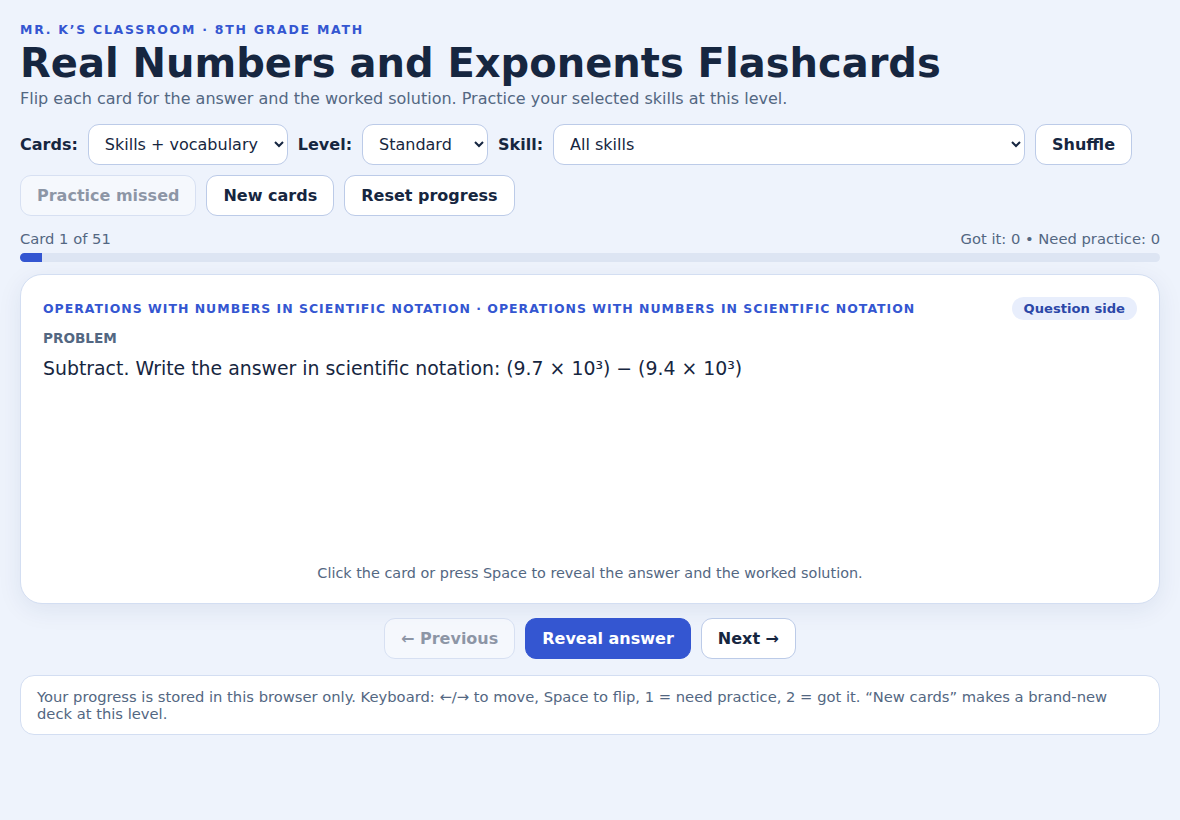 MR. K’S CLASSROOM · 8TH GRADE MATH
Real Numbers and Exponents Flashcards
Flip each card for the answer and the worked solution. Practice your selected skills at this level.
Cards: Skills + vocabulary Level: Standard Skill: All skills Shuffle
Practice missed New cards Reset progress
Card 1 of 51 Got it: 0 • Need practice: 0
OPERATIONS WITH NUMBERS IN SCIENTIFIC NOTATION · OPERATIONS WITH NUMBERS IN SCIENTIFIC NOTATION Question side
PROBLEM
Subtract. Write the answer in scientific notation: (9.7 × 10³) − (9.4 × 10³)
Click the card or press Space to reveal the answer and the worked solution.
← Previous Reveal answer Next →
Your progress is stored in this browser only. Keyboard: ←/→ to move, Space to flip, 1 = need practice, 2 = got it. “New cards” makes a brand-new
deck at this level.